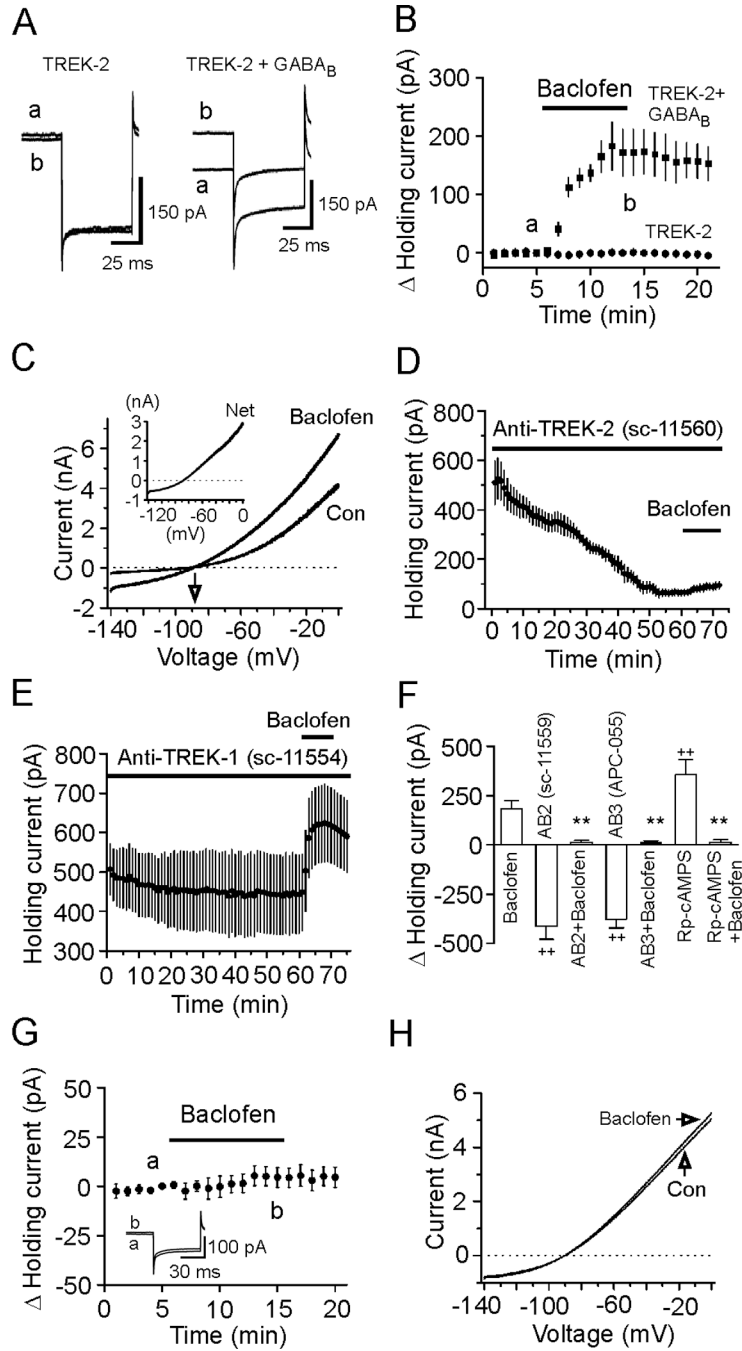 A
TREK-2
TREK-2 + GABAB
a
b
150 pA
25 ms
b
a
150 pA
25 ms
B
Δ Holding current (pA)
300
200
100
0
Baclofen
TREK-2+
GABAB
a
b
TREK-2
0 5 10 15 20
Time (min)
C
Current (nA)
6
4
2
0
-2
(nA)
3
2
1
0
-1
Net
-140 -60 0
(mV)
Baclofen
Con
-140 -100 -60 -20
Voltage (mV)
D
Holding current (pA)
800
600
400
200
0
Anti-TREK-2 (sc-11560)
Baclofen
0 10 20 30 40 50 60 70
Time (min)
E
Holding current (pA)
800
700
600
500
400
300
Baclofen
Anti-TREK-1 (sc-11554)
0 10 20 30 40 50 60 70
Time (min)
F
Δ Holding current (pA)
500
250
0
-250
-500
Baclofen
AB2 (sc-11559)
‡
**
AB2+Baclofen
AB3 (APC-055)
‡
**
AB3+Baclofen
‡‡
Rp-cAMPS
**
Rp-cAMPS
+Baclofen
G
Δ Holding current (pA)
50
25
0
-25
-50
Baclofen
a
b
b
a
100 pA
30 ms
0 5 10 15 20
Time (min)
H
Current (nA)
6
4
2
0
Baclofen
Con
-140 -100 -60 -20
Voltage (mV)